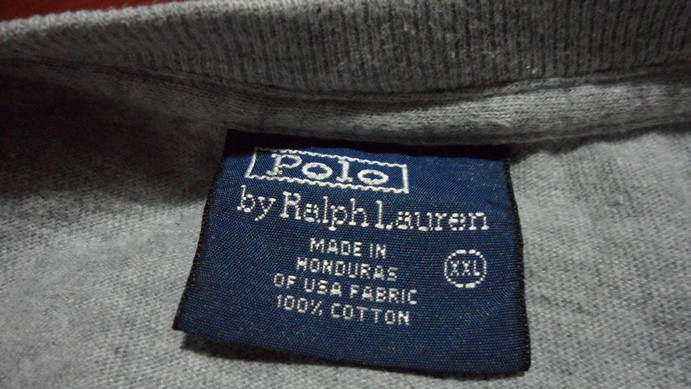 Polo
by Ralph Lauren
MADE IN
HONDURAS
OF USA FABRIC
100% COTTON
XXL